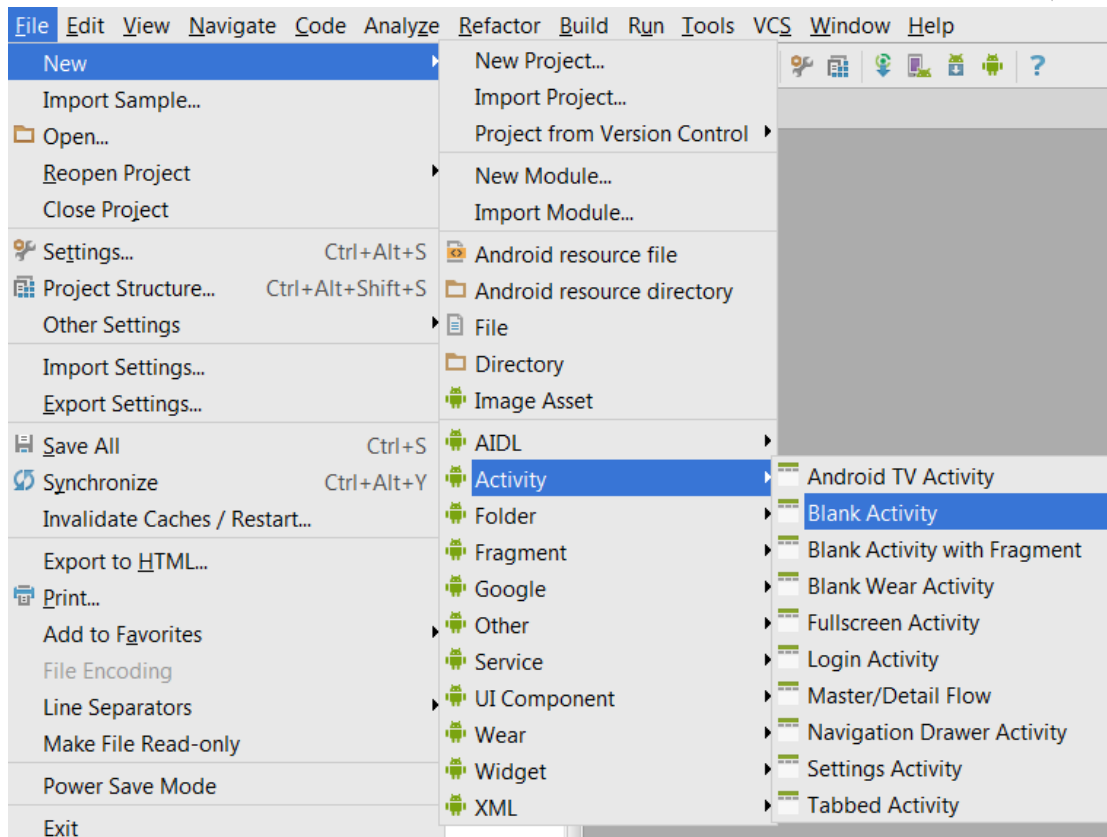 File Edit View Navigate Code Analyze Refactor Build Run Tools VCS Window Help
New
Import Sample...
Open...
Reopen Project
Close Project
Settings... Ctrl+Alt+S
Project Structure... Ctrl+Alt+Shift+S
Other Settings
Import Settings...
Export Settings...
Save All Ctrl+S
Synchronize Ctrl+Alt+Y
Invalidate Caches / Restart...
Export to HTML...
Print...
Add to Favorites
File Encoding
Line Separators
Make File Read-only
Power Save Mode
Exit
New Project...
Import Project...
Project from Version Control
New Module...
Import Module...
Android resource file
Android resource directory
File
Directory
Image Asset
AIDL
Activity
Folder
Fragment
Google
Other
Service
UI Component
Wear
Widget
XML
Android TV Activity
Blank Activity
Blank Activity with Fragment
Blank Wear Activity
Fullscreen Activity
Login Activity
Master/Detail Flow
Navigation Drawer Activity
Settings Activity
Tabbed Activity
?